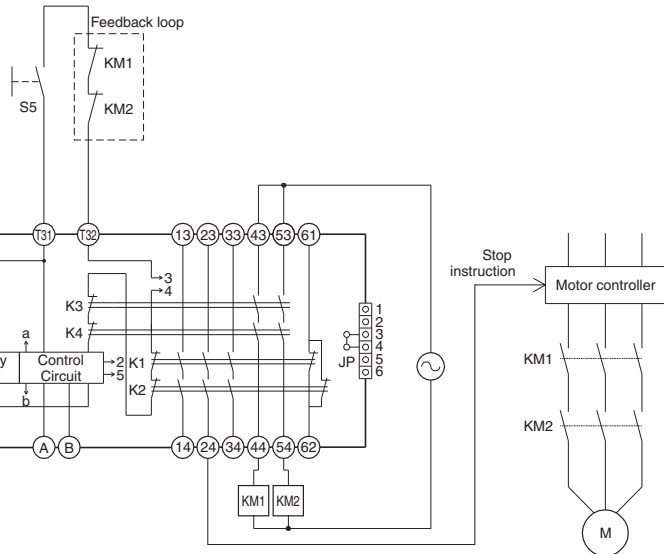 Feedback loop
KM1
KM2
S5
T31 T32 13 23 33 43 53 61
Stop
instruction
Motor controller
3
4
K3
K4
1
2
3
4
5
6
JP
a
y
Control
Circuit
2
5
K1
K2
b
KM1
KM2
A B 14 24 34 44 54 62
KM1 KM2
M